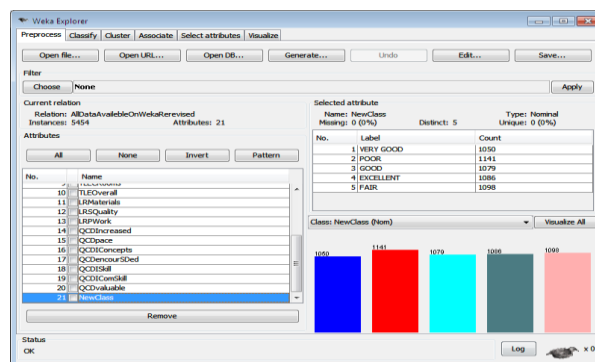 Weka Explorer
Preprocess Classify Cluster Associate Select attributes Visualize
Open file... Open URL... Open DB... Generate... Undo Edit... Save...
Filter
Choose None Apply
Current relation
Relation: AllDataAvailebleOnWekaRerevised
Instances: 5454 Attributes: 21
Attributes
All None Invert Pattern
No. Name
10 TLEOverall
11 LRMaterials
12 LRSQuality
13 LRPWork
14 QCDIncreased
15 QCDpace
16 QCDIConcepts
17 QCDencourSDed
18 QCDISkill
19 QCDIComSkill
20 QCDvaluable
21 NewClass
Remove
Selected attribute
Name: NewClass Type: Nominal
Missing: 0 (0%) Distinct: 5 Unique: 0 (0%)
No. Label Count
1 VERY GOOD 1050
2 POOR 1141
3 GOOD 1079
4 EXCELLENT 1086
5 FAIR 1098
Class: NewClass (Nom) Visualize All
1050 1141 1079 1086 1098
Status
OK Log x 0